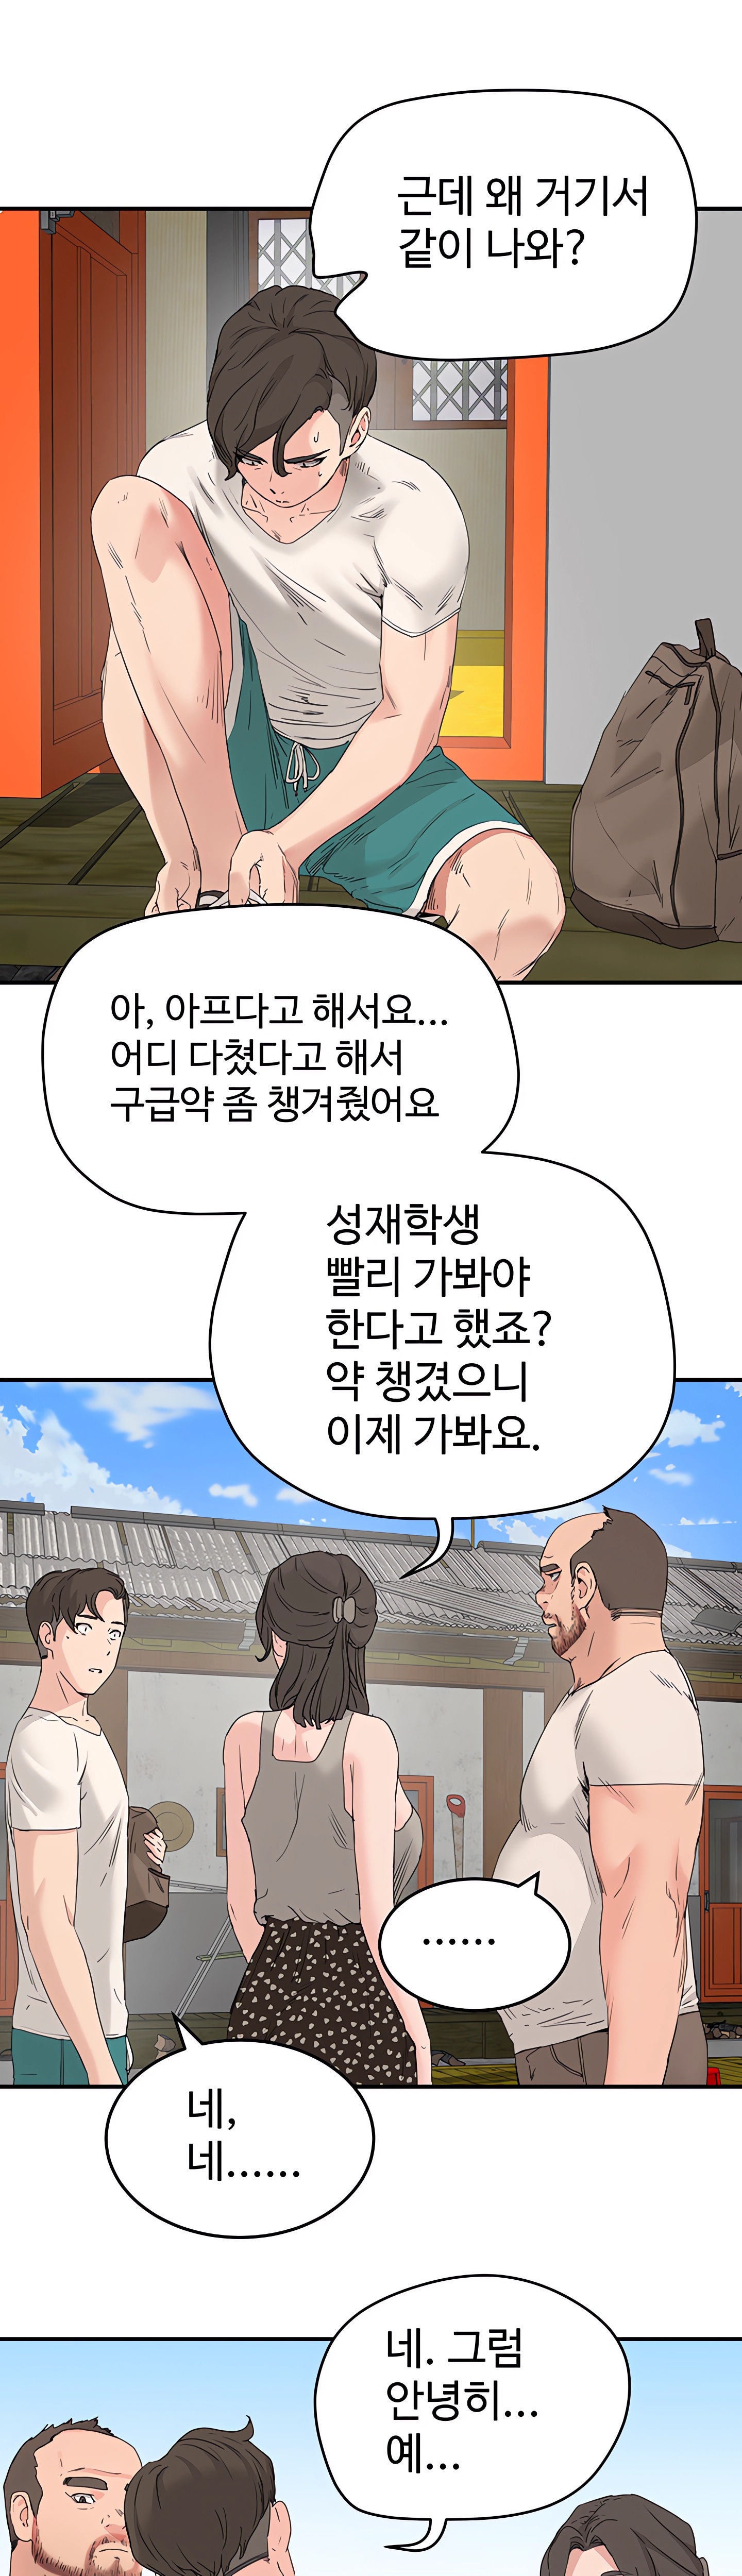 근데 왜 거기서
같이 나와?
아, 아프다고 해서요...
어디 다쳤다고 해서
구급약 좀 챙겨줬어요
성재학생
빨리 가봐야
한다고 했죠?
약 챙겼으니
이제 가봐요.
······
네,
네......
네. 그럼
안녕히...
예...